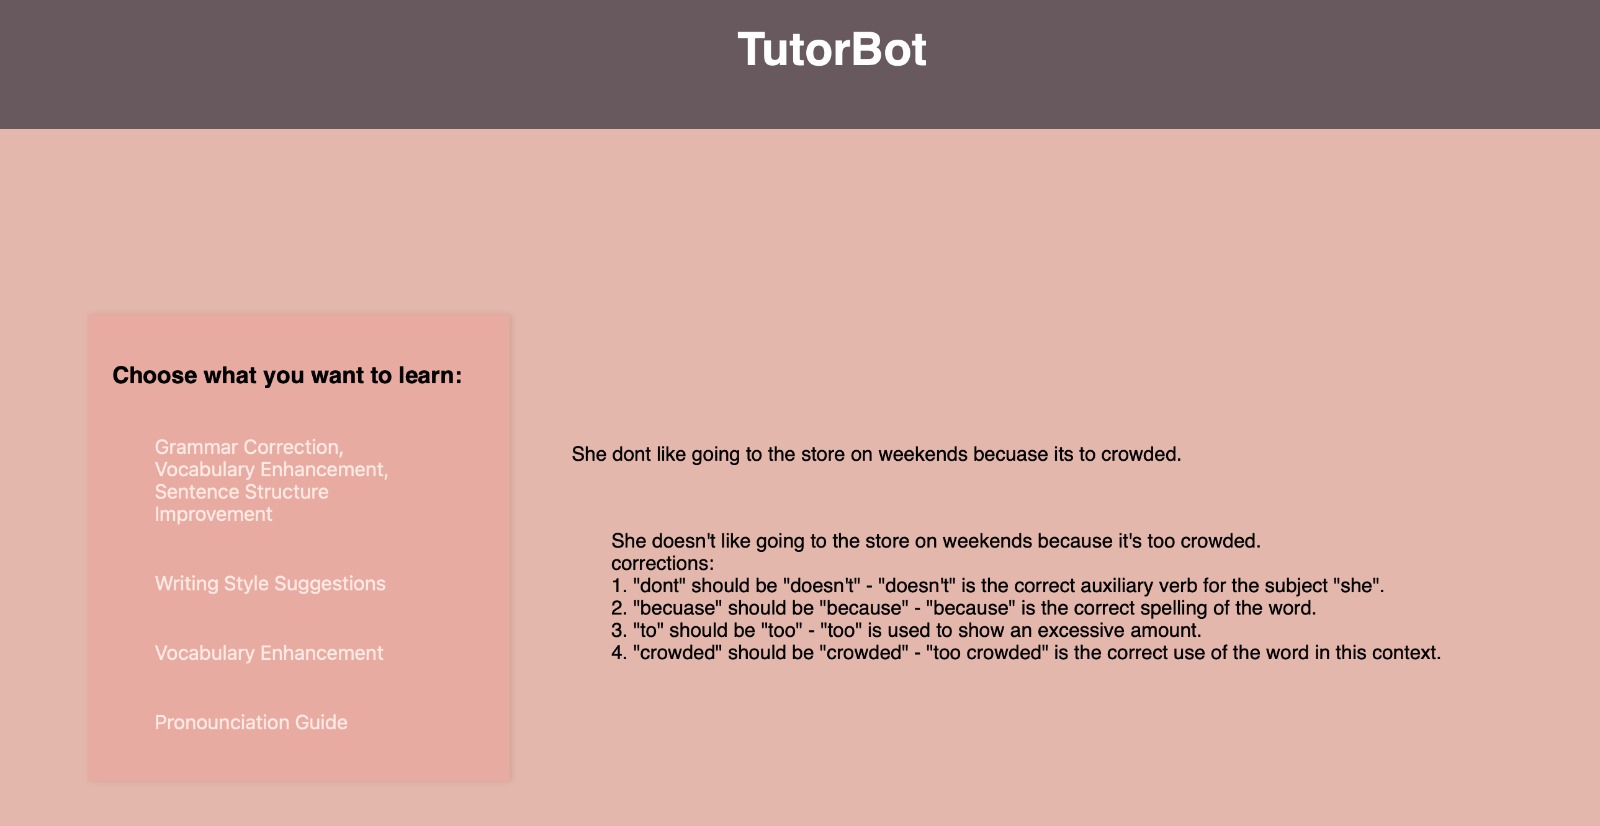 TutorBot
Choose what you want to learn:
Grammar Correction,
Vocabulary Enhancement,
Sentence Structure
Improvement
Writing Style Suggestions
Vocabulary Enhancement
Pronounciation Guide
She dont like going to the store on weekends becuase its to crowded.
She doesn't like going to the store on weekends because it's too crowded.
corrections:
1. "dont" should be "doesn't" - "doesn't" is the correct auxiliary verb for the subject "she".
2. "becuase" should be "because" - "because" is the correct spelling of the word.
3. "to" should be "too" - "too" is used to show an excessive amount.
4. "crowded" should be "crowded" - "too crowded" is the correct use of the word in this context.